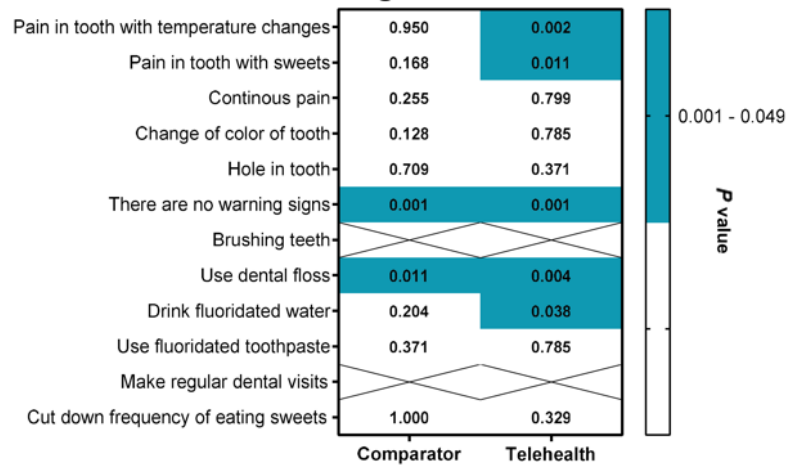 Pain in tooth with temperature changes 0.950 0.002
Pain in tooth with sweets 0.168 0.011
Continous pain 0.255 0.799
Change of color of tooth 0.128 0.785
Hole in tooth 0.709 0.371
There are no warning signs 0.001 0.001
Brushing teeth
Use dental floss 0.011 0.004
Drink fluoridated water 0.204 0.038
Use fluoridated toothpaste 0.371 0.785
Make regular dental visits
Cut down frequency of eating sweets 1.000 0.329
Comparator Telehealth
0.001 - 0.049
P value